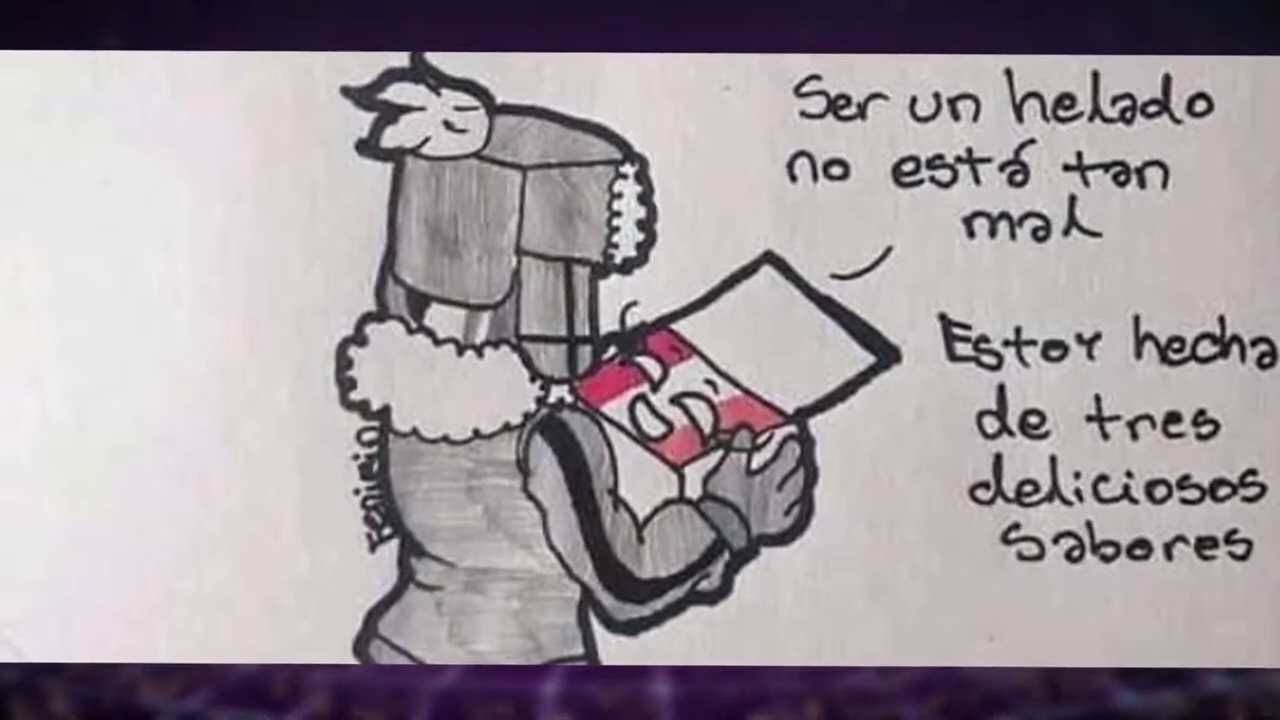 Ser un helado
no está tan
mal
Estoy hecha
de tres
deliciosos
sabores